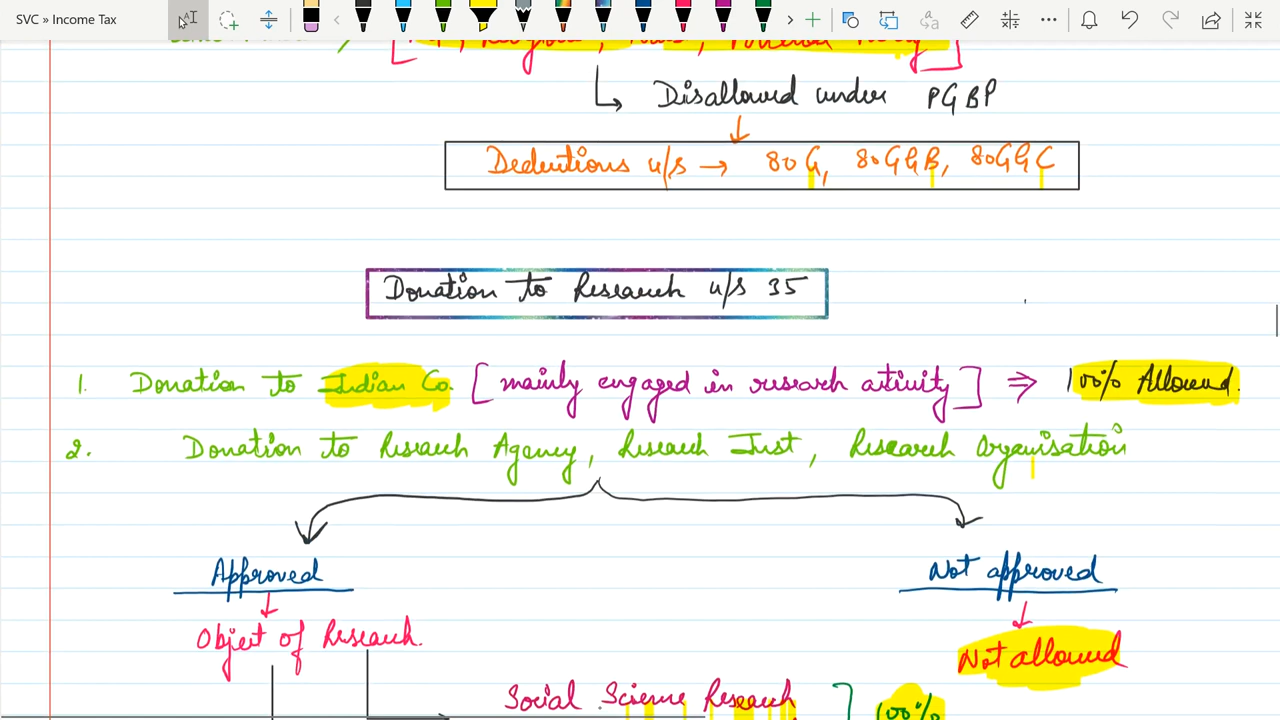 SVC » Income Tax
Disallowed under PGBP
Deductions u/s → 80G, 80GGB, 80GGC
Donation to Research u/s 35
1. Donation to Indian Co. [mainly engaged in research activity] ⇒ 100% Allowed.
2. Donation to Research Agency, Research Inst, Research Organisation
Approved Not approved
Object of Research. Not allowed
Social Science Research 100%